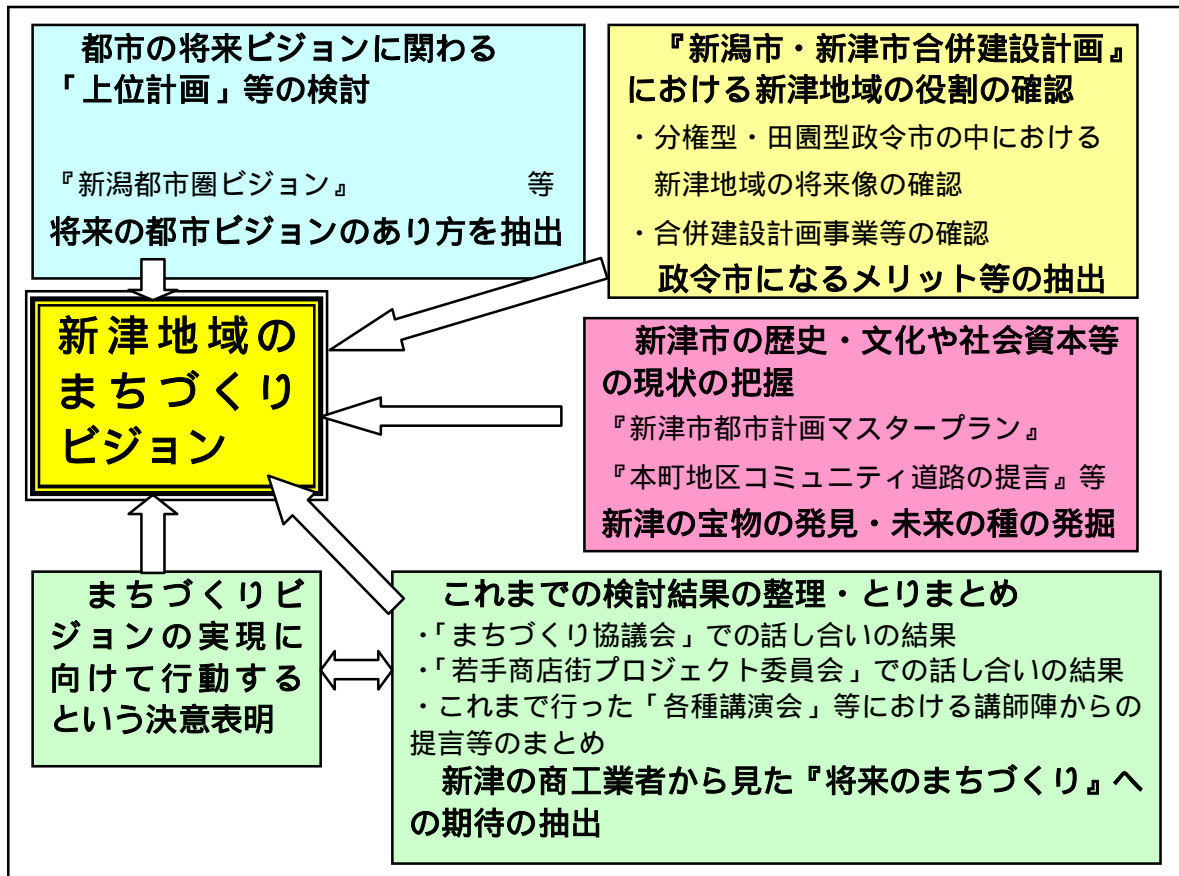 都市の将来ビジョンに関わる
「上位計画」等の検討
『新潟都市圏ビジョン』 等
将来の都市ビジョンのあり方を抽出
『新潟市・新津市合併建設計画』
における新津地域の役割の確認
・分権型・田園型政令市の中における
新津地域の将来像の確認
・合併建設計画事業等の確認
政令市になるメリット等の抽出
新津地域の
まちづくり
ビジョン
新津市の歴史・文化や社会資本等
の現状の把握
『新津市都市計画マスタープラン』
『本町地区コミュニティ道路の提言』等
新津の宝物の発見・未来の種の発掘
まちづくりビ
ジョンの実現に
向けて行動する
という決意表明
これまでの検討結果の整理・とりまとめ
・「まちづくり協議会」での話し合いの結果
・「若手商店街プロジェクト委員会」での話し合いの結果
・これまで行った「各種講演会」等における講師陣からの
提言等のまとめ
新津の商工業者から見た『将来のまちづくり』へ
の期待の抽出